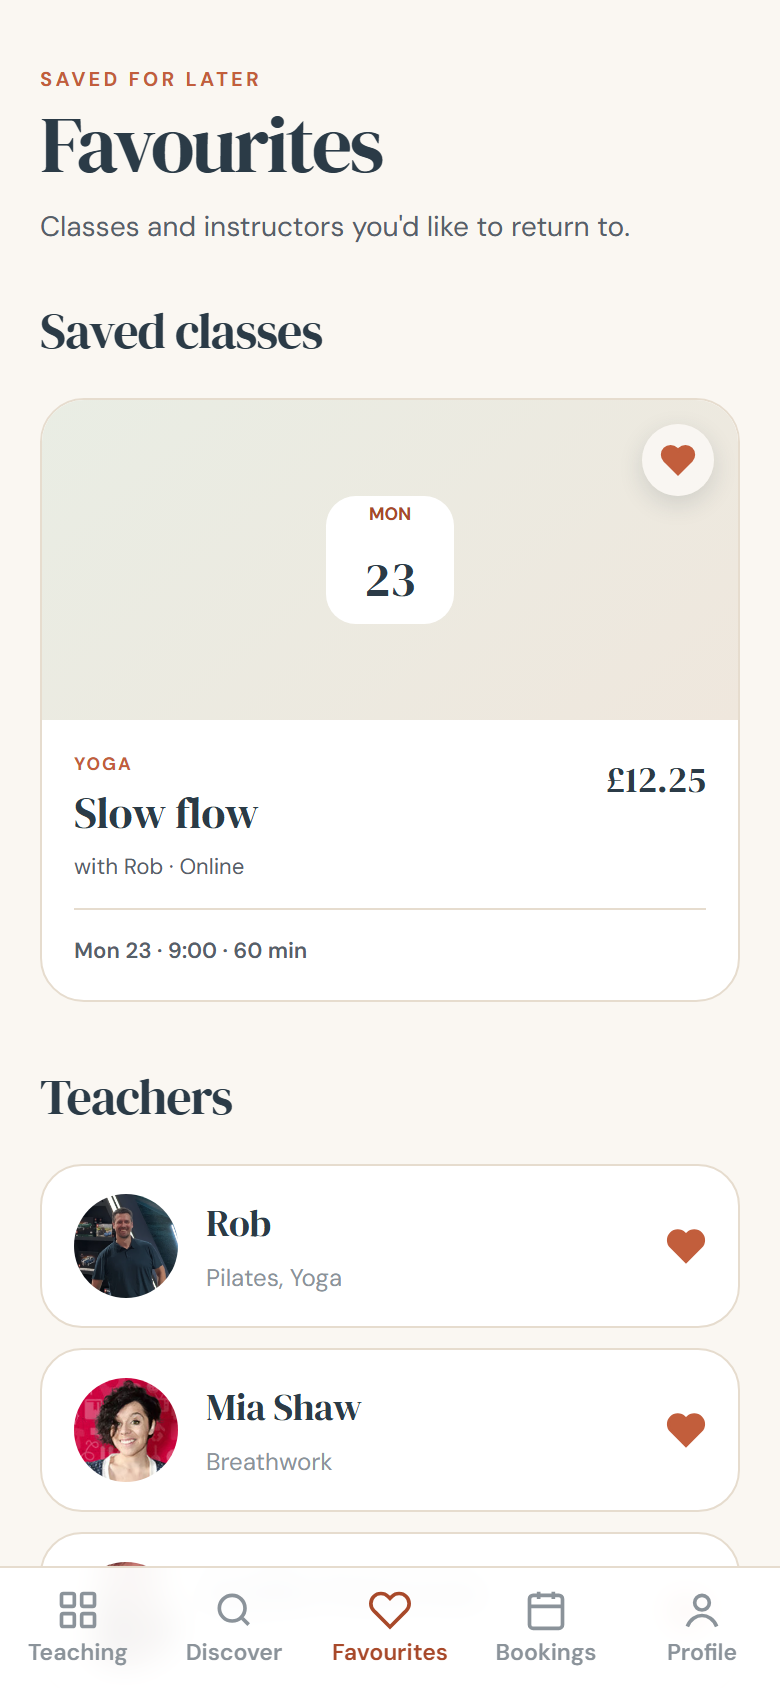 SAVED FOR LATER
Favourites
Classes and instructors you'd like to return to.
Saved classes
MON
23
YOGA
£12.25
Slow flow
with Rob · Online
Mon 23 · 9:00 · 60 min
Teachers
Rob
Pilates, Yoga
Mia Shaw
Breathwork
Teaching
Discover
Favourites
Bookings
Profile